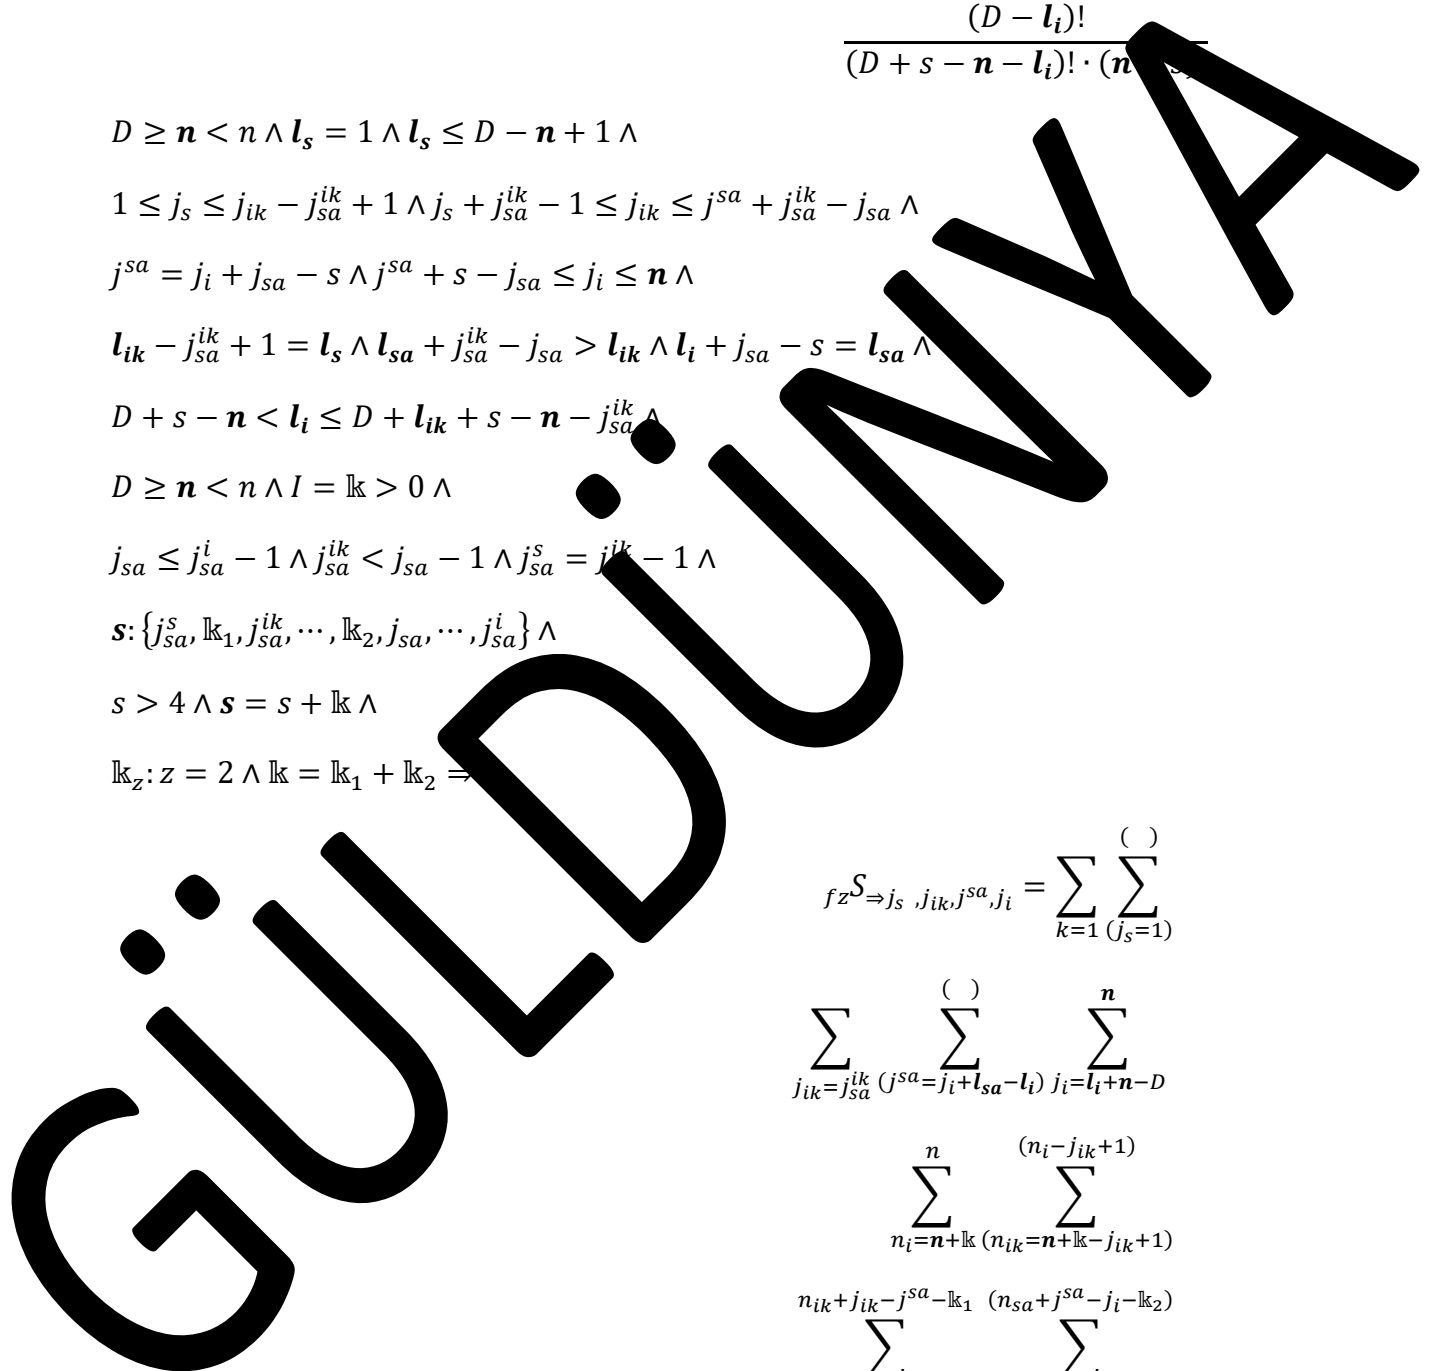 (D − l_i)!
(D + s − n − l_i)! · (n
D ≥ n < n ∧ l_s = 1 ∧ l_s ≤ D − n + 1 ∧
1 ≤ j_s ≤ j_ik − j_sa^ik + 1 ∧ j_s + j_sa^ik − 1 ≤ j_ik ≤ j^sa + j_sa^ik − j_sa ∧
j^sa = j_i + j_sa − s ∧ j^sa + s − j_sa ≤ j_i ≤ n ∧
l_ik − j_sa^ik + 1 = l_s ∧ l_sa + j_sa^ik − j_sa > l_ik ∧ l_i + j_sa − s = l_sa ∧
D + s − n < l_i ≤ D + l_ik + s − n − j_sa^ik ∧
D ≥ n < n ∧ I = 𝕜 > 0 ∧
j_sa ≤ j_sa^i − 1 ∧ j_sa^ik < j_sa − 1 ∧ j_sa^s = j^ik − 1 ∧
s: {j_sa^s, 𝕜_1, j_sa^ik, ⋯, 𝕜_2, j_sa, ⋯, j_sa^i} ∧
s > 4 ∧ s = s + 𝕜 ∧
𝕜_z: z = 2 ∧ 𝕜 = 𝕜_1 + 𝕜_2 ⇒
GÜLDÜNYA
( )
fzS⇒j_s ,j_ik,j^sa,j_i = ∑ ∑
k=1 (j_s=1)
( ) n
∑ ∑ ∑
j_ik=j_sa^ik (j^sa=j_i+l_sa−l_i) j_i=l_i+n−D
n (n_i−j_ik+1)
∑ ∑
n_i=n+𝕜 (n_ik=n+𝕜−j_ik+1)
n_ik+j_ik−j^sa−𝕜_1 (n_sa+j^sa−j_i−𝕜_2)
∑ ∑